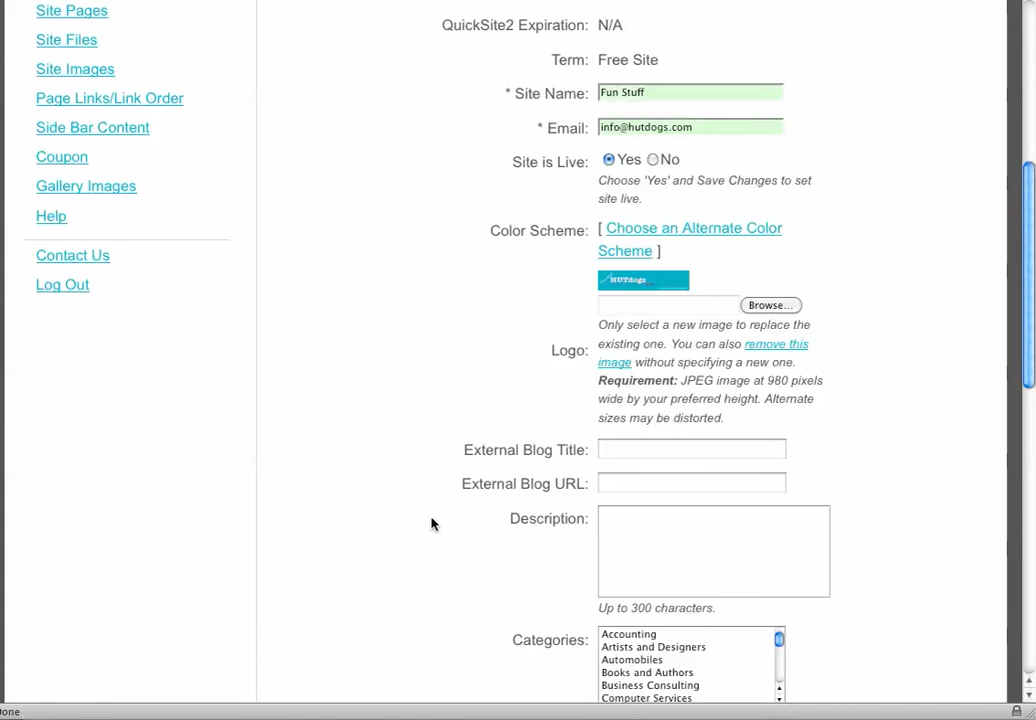 Site Pages
Site Files
Site Images
Page Links/Link Order
Side Bar Content
Coupon
Gallery Images
Help
Contact Us
Log Out
QuickSite2 Expiration: N/A
Term: Free Site
* Site Name: Fun Stuff
* Email: info@hutdogs.com
Site is Live: Yes No
Choose 'Yes' and Save Changes to set
site live.
Color Scheme: [ Choose an Alternate Color
Scheme ]
HUTdogs
Browse...
Only select a new image to replace the
existing one. You can also remove this
Logo:
image without specifying a new one.
Requirement: JPEG image at 980 pixels
wide by your preferred height. Alternate
sizes may be distorted.
External Blog Title:
External Blog URL:
Description:
Up to 300 characters.
Categories:
Accounting
Artists and Designers
Automobiles
Books and Authors
Business Consulting
Computer Services